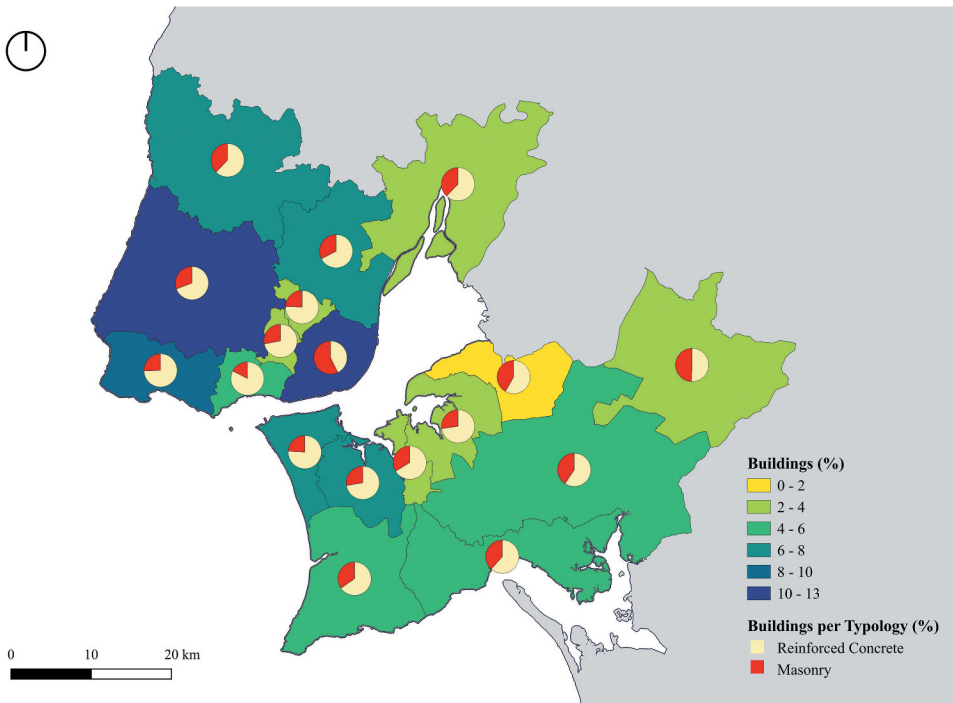 Buildings (%)
0 - 2
2 - 4
4 - 6
6 - 8
8 - 10
10 - 13
Buildings per Typology (%)
Reinforced Concrete
Masonry
0 10 20 km